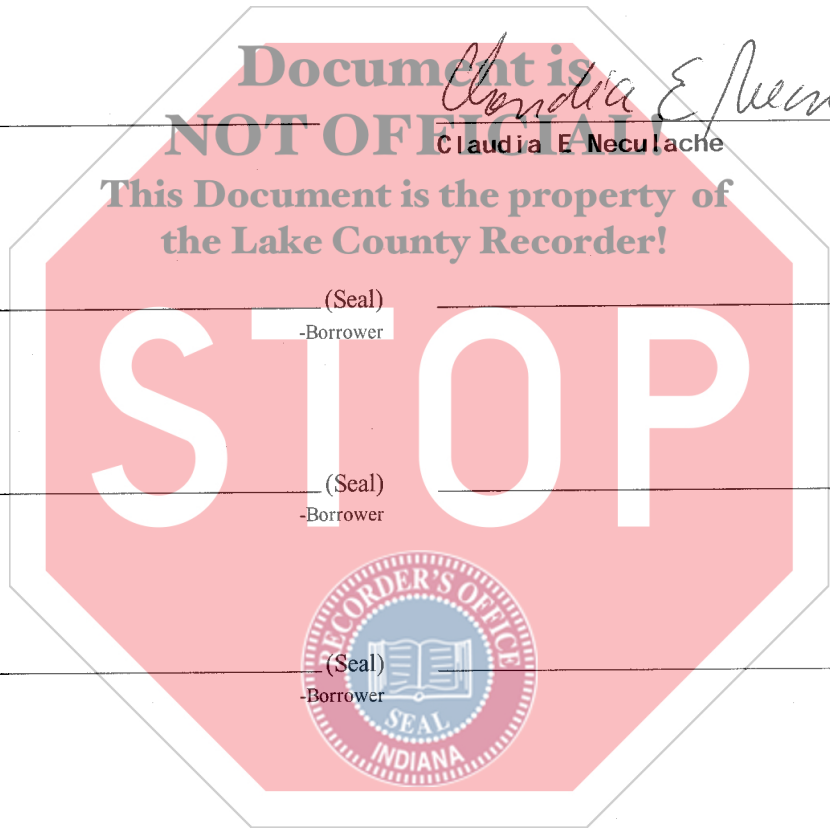 Document is
NOT OFFICIAL!
Claudia E
Claudia E Neculache
This Document is the property of
the Lake County Recorder!
(Seal)
-Borrower
STOP
(Seal)
-Borrower
(Seal)
-Borrower
RECORDER'S OFFICE
SEAL
INDIANA